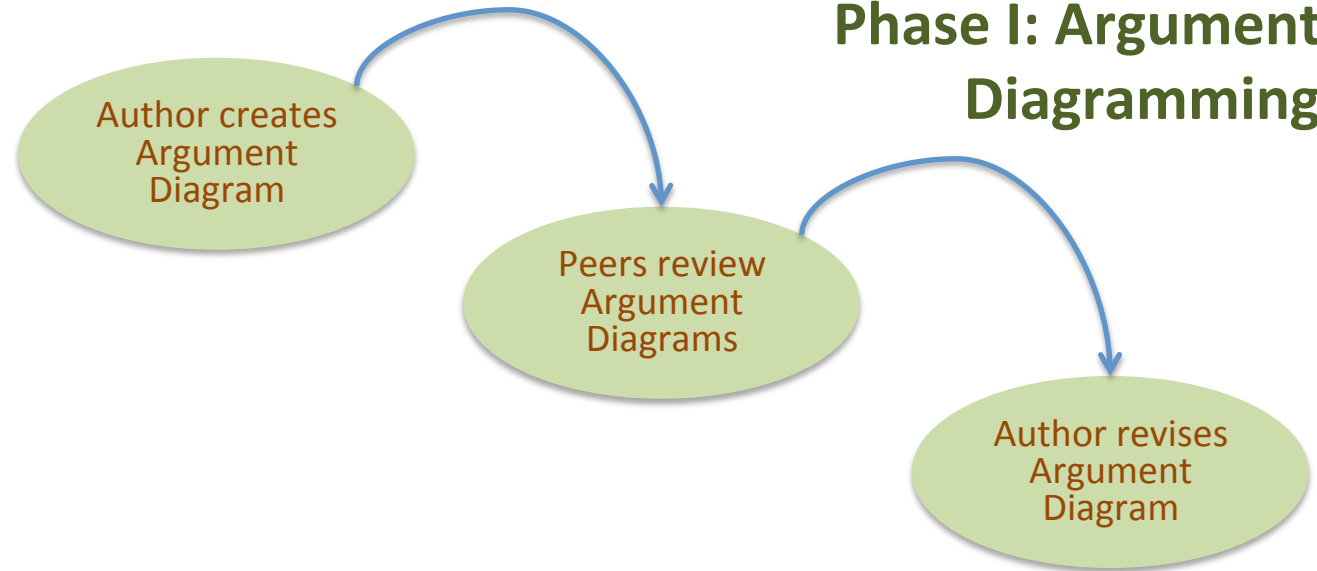 Phase I: Argument
Diagramming
Author creates
Argument
Diagram
Peers review
Argument
Diagrams
Author revises
Argument
Diagram